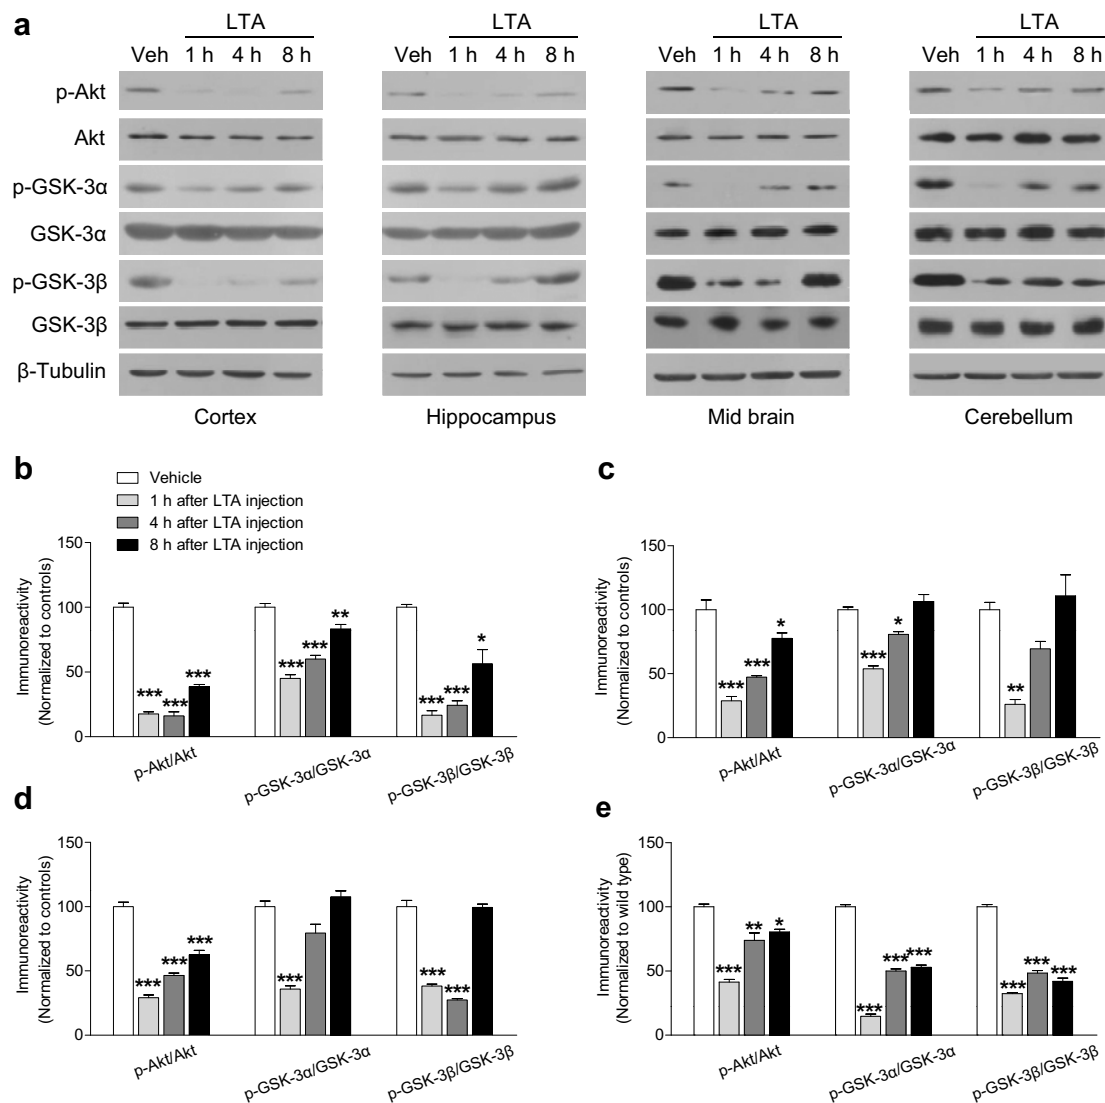 a
LTA LTA LTA LTA
Veh 1 h 4 h 8 h Veh 1 h 4 h 8 h Veh 1 h 4 h 8 h Veh 1 h 4 h 8 h
p-Akt
Akt
p-GSK-3α
GSK-3α
p-GSK-3β
GSK-3β
β-Tubulin
Cortex Hippocampus Mid brain Cerebellum
b
Vehicle
1 h after LTA injection
4 h after LTA injection
8 h after LTA injection
Immunoreactivity
(Normalized to controls)
150
100
50
0
*** *** ***
*** *** **
*** *** *
p-Akt/Akt
p-GSK-3α/GSK-3α
p-GSK-3β/GSK-3β
c
Immunoreactivity
(Normalized to controls)
150
100
50
0
*** *** *
*** *
**
p-Akt/Akt
p-GSK-3α/GSK-3α
p-GSK-3β/GSK-3β
d
Immunoreactivity
(Normalized to controls)
150
100
50
0
*** *** ***
***
*** ***
p-Akt/Akt
p-GSK-3α/GSK-3α
p-GSK-3β/GSK-3β
e
Immunoreactivity
(Normalized to wild type)
150
100
50
0
*** ** *
*** *** ***
*** *** ***
p-Akt/Akt
p-GSK-3α/GSK-3α
p-GSK-3β/GSK-3β